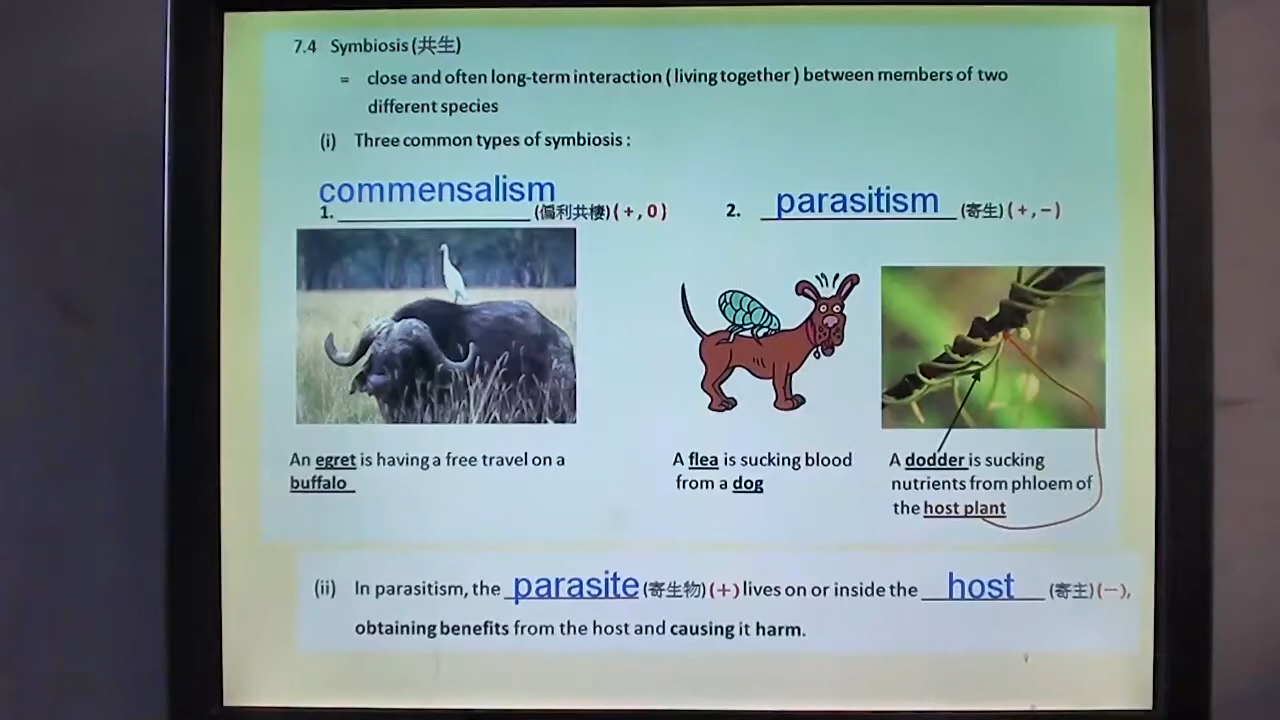 7.4 Symbiosis (共生)
= close and often long-term interaction ( living together ) between members of two
different species
(i) Three common types of symbiosis :
1. commensalism (偏利共棲) ( + , 0 )
2. parasitism (寄生) ( + , − )
An egret is having a free travel on a
buffalo
A flea is sucking blood
from a dog
A dodder is sucking
nutrients from phloem of
the host plant
(ii) In parasitism, the parasite (寄生物) (+) lives on or inside the host (寄主) (−),
obtaining benefits from the host and causing it harm.